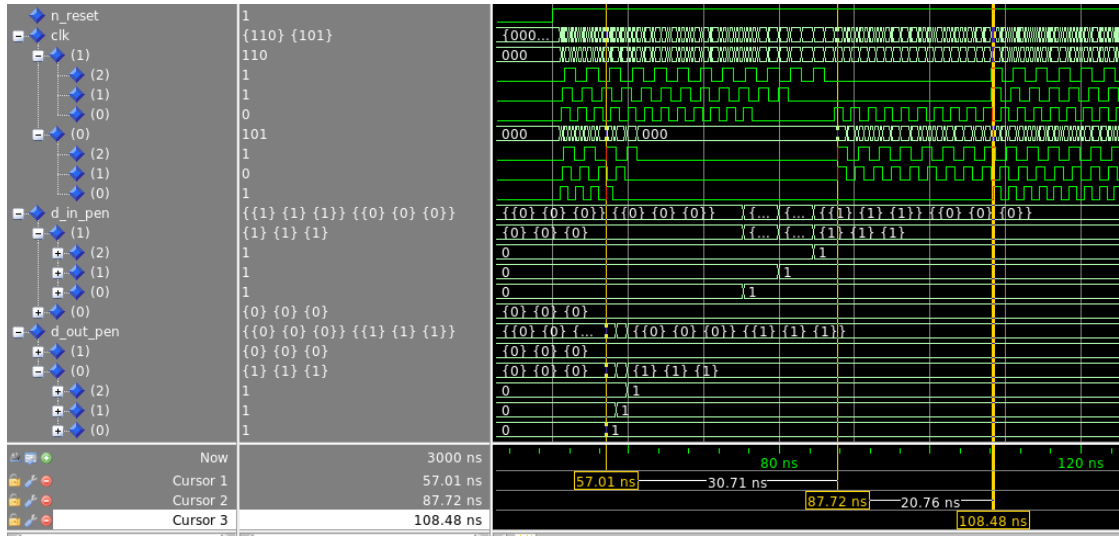 n_reset 1
clk {110} {101} {000...
(1) 110 000
(2) 1
(1) 1
(0) 0
(0) 101 000 000
(2) 1
(1) 0
(0) 1
d_in_pen {{1} {1} {1}} {{0} {0} {0}} {{0} {0} {0}} {{0} {0} {0}} {... {... {{1} {1} {1}} {{0} {0} {0}}
(1) {1} {1} {1} {0} {0} {0} {... {... {1} {1} {1}
(2) 1 0 1
(1) 1 0 1
(0) 1 0 1
(0) {0} {0} {0} {0} {0} {0}
d_out_pen {{0} {0} {0}} {{1} {1} {1}} {{0} {0} {... {{0} {0} {0}} {{1} {1} {1}}
(1) {0} {0} {0} {0} {0} {0}
(0) {1} {1} {1} {0} {0} {0} {1} {1} {1}
(2) 1 0 1
(1) 1 0 1
(0) 1 0 1
Now 3000 ns 80 ns 120 ns
Cursor 1 57.01 ns 57.01 ns 30.71 ns
Cursor 2 87.72 ns 87.72 ns 20.76 ns
Cursor 3 108.48 ns 108.48 ns